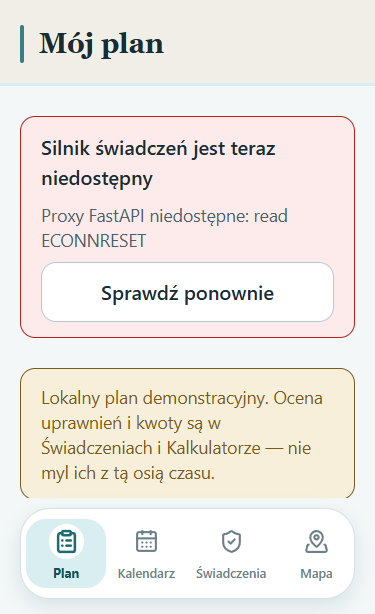 Mój plan
Silnik świadczeń jest teraz
niedostępny
Proxy FastAPI niedostępne: read
ECONNRESET
Sprawdź ponownie
Lokalny plan demonstracyjny. Ocena
uprawnień i kwoty są w
Świadczeniach i Kalkulatorze — nie
myl ich z tą osią czasu.
Plan
Kalendarz
Świadczenia
Mapa